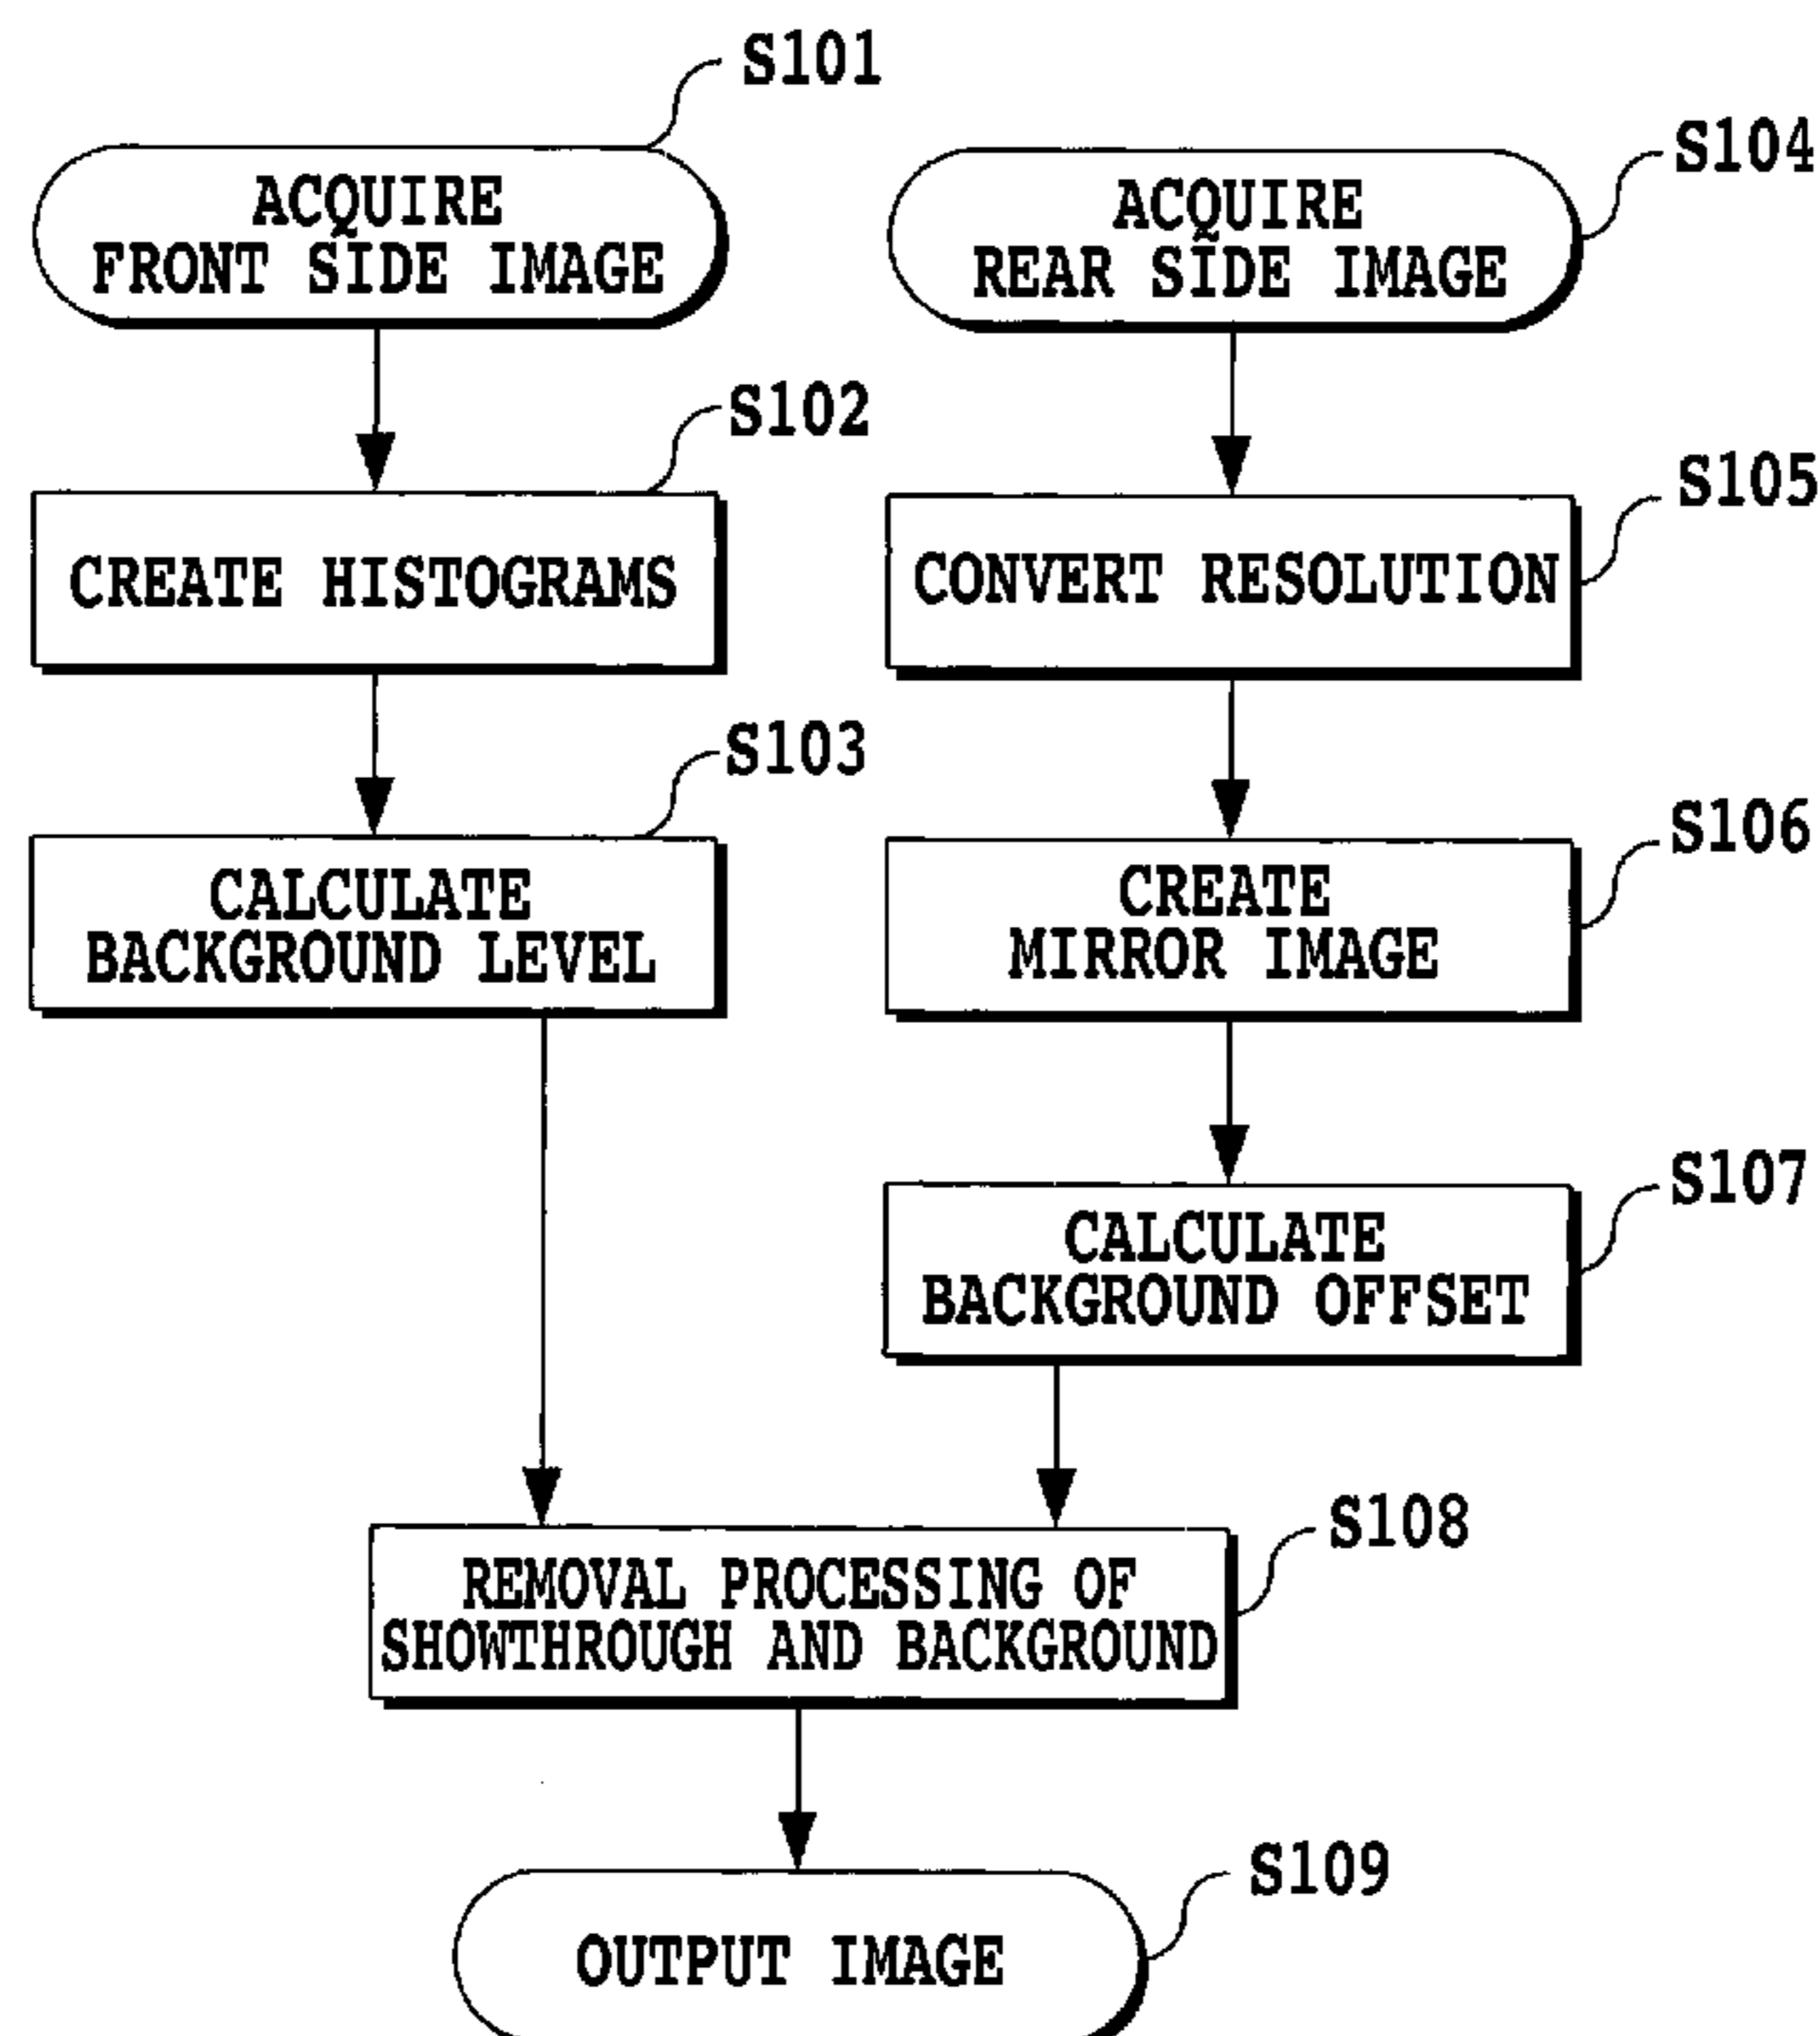 S101
ACQUIRE
FRONT SIDE IMAGE
S102
CREATE HISTOGRAMS
S103
CALCULATE
BACKGROUND LEVEL
S104
ACQUIRE
REAR SIDE IMAGE
S105
CONVERT RESOLUTION
S106
CREATE
MIRROR IMAGE
S107
CALCULATE
BACKGROUND OFFSET
S108
REMOVAL PROCESSING OF
SHOWTHROUGH AND BACKGROUND
S109
OUTPUT IMAGE